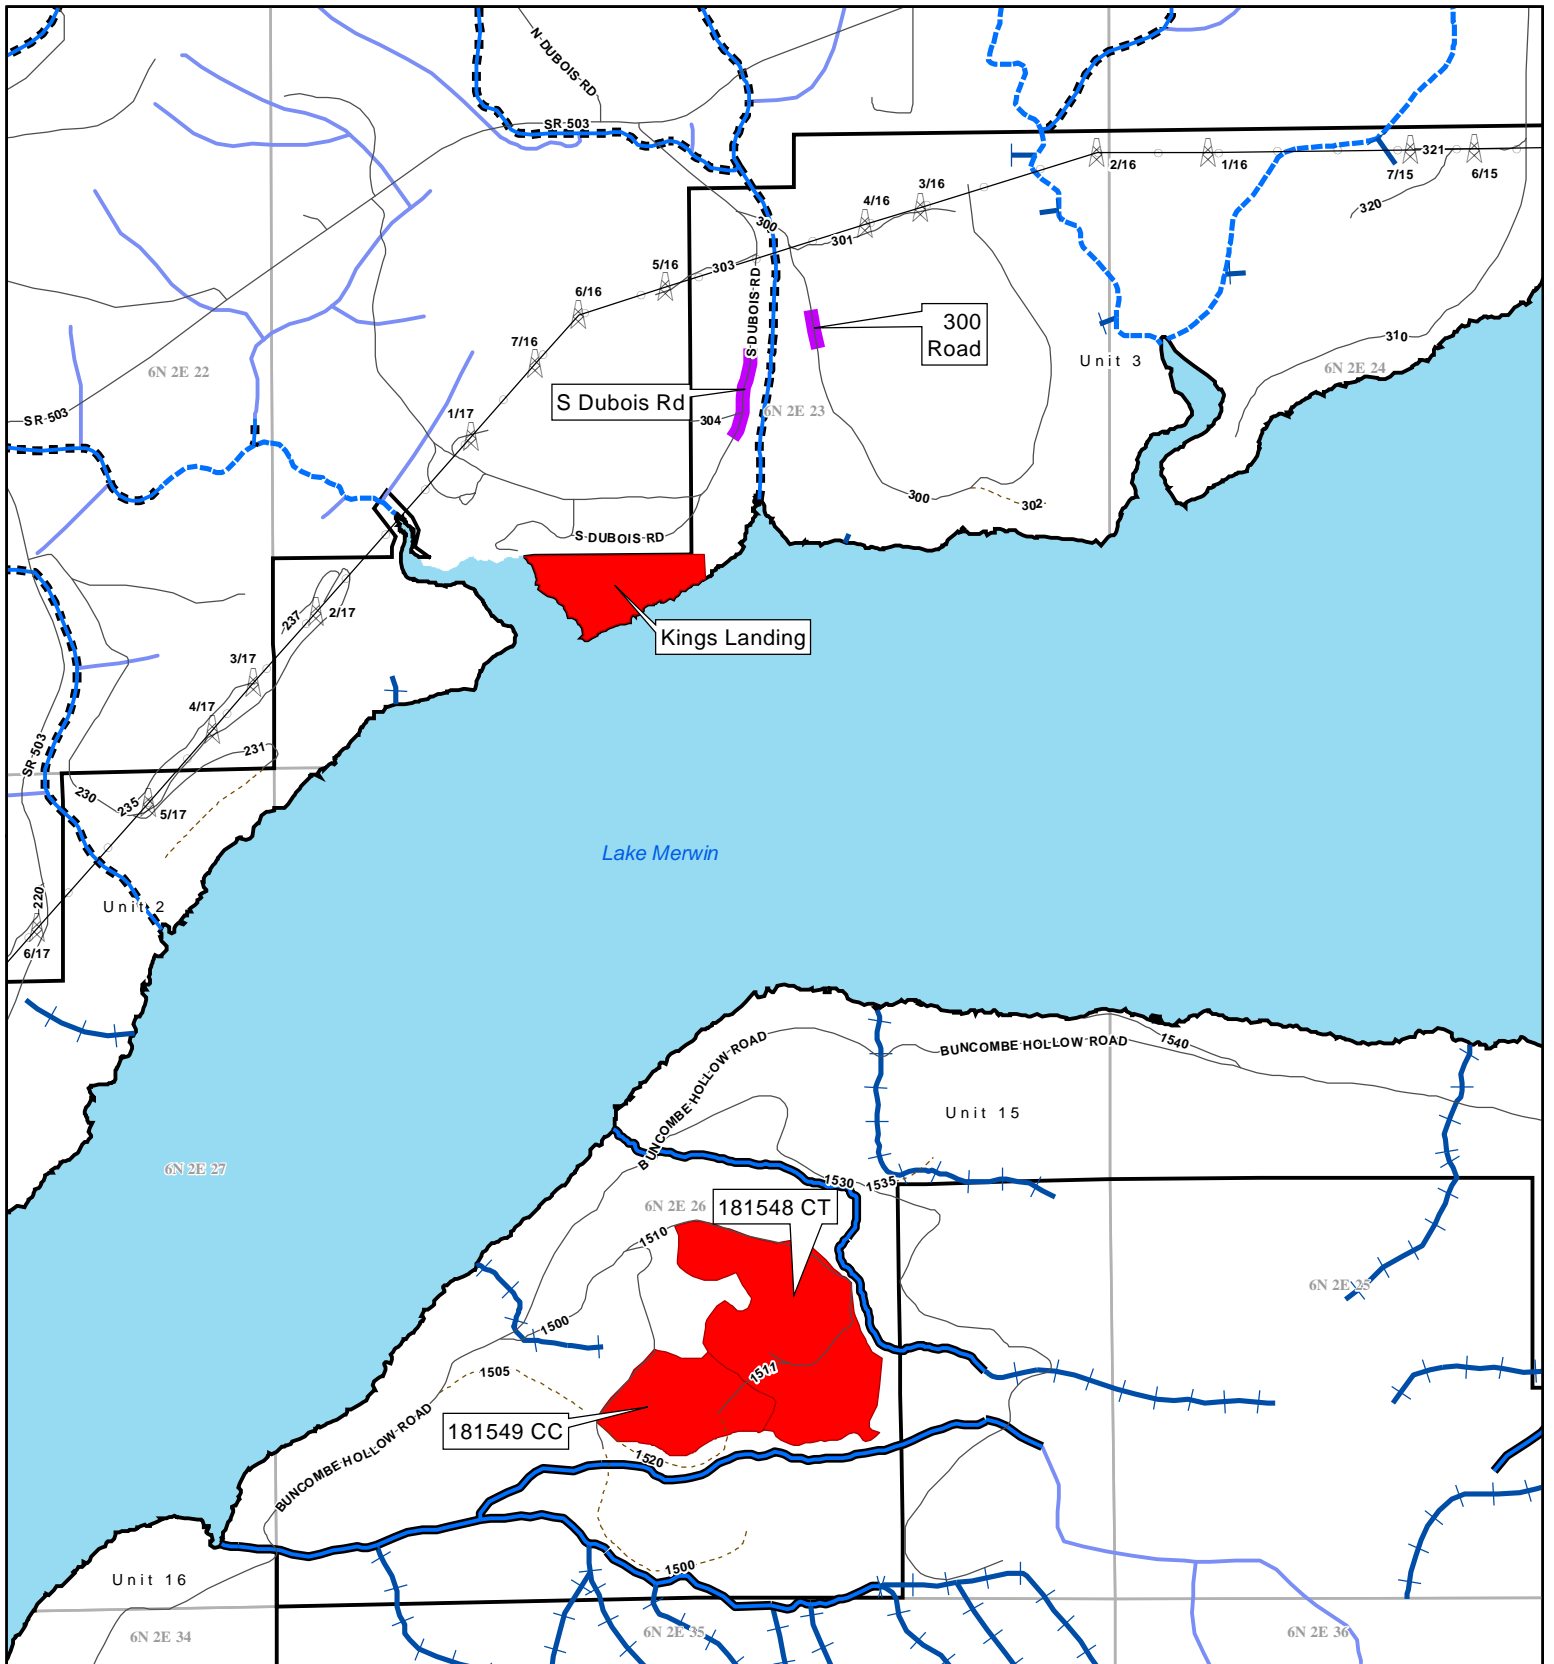 N DUBOIS RD
SR 503
2/16
1/16
321
7/15
6/15
3/16
4/16
320
300
301
5/16
303
S DUBOIS RD
6/16
300
Road
310
7/16
Unit 3
6N 2E 22
6N 2E 24
S Dubois Rd
6N 2E 23
SR 503
1/17
304
300
302
S DUBOIS RD
237
2/17
Kings Landing
3/17
4/17
SR 503
231
230
235
5/17
Lake Merwin
220
Unit 2
6/17
BUNCOMBE HOLLOW ROAD
BUNCOMBE HOLLOW ROAD
1540
Unit 15
6N 2E 27
1530
1535
6N 2E 26
181548 CT
1510
6N 2E 25
1500
1505
1511
181549 CC
BUNCOMBE HOLLOW ROAD
1520
1500
Unit 16
6N 2E 34
6N 2E 35
6N 2E 36